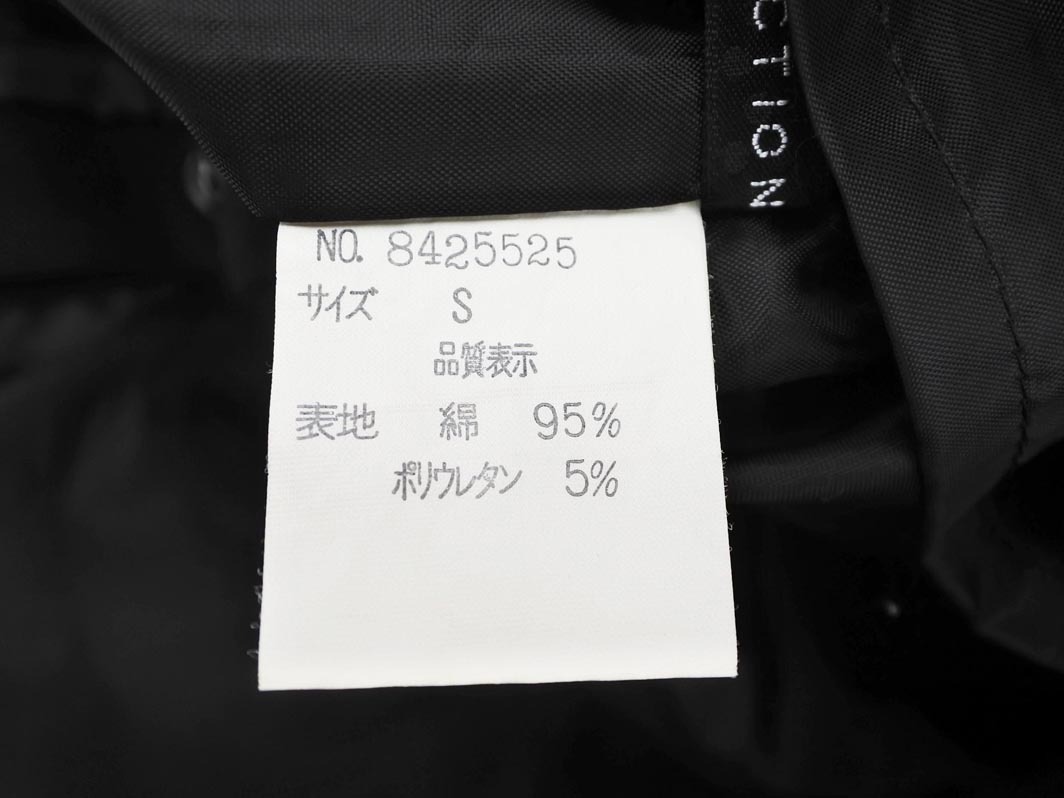 CTION
NO. 8425525
サイズ S
品質表示
表地 綿 95%
ポリウレタン 5%